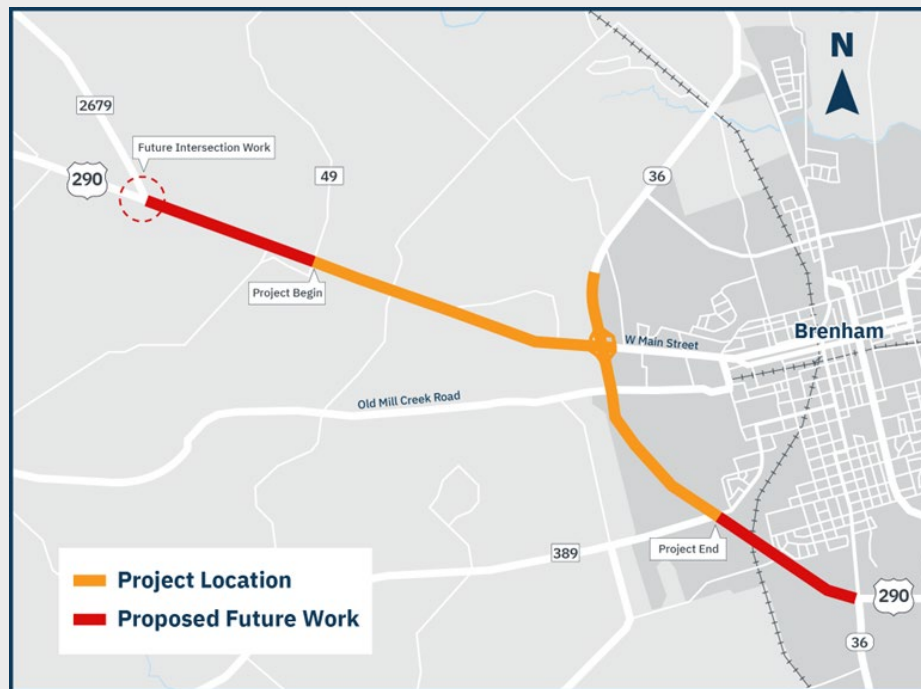 N
2679
Future Intersection Work
290
49
36
Project Begin
W Main Street
Brenham
Old Mill Creek Road
389
Project End
Project Location
Proposed Future Work
290
36